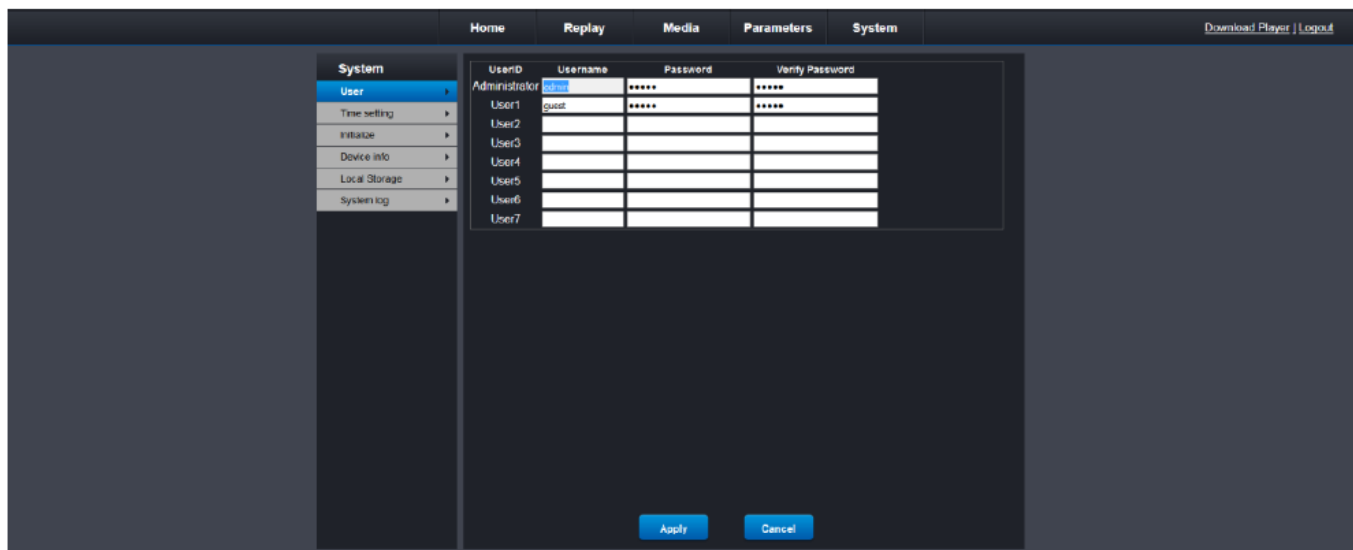 Home Replay Media Parameters System Download Player | Logout
System
User
Time setting
Initialize
Device info
Local Storage
System log
UserID Username Password Verify Password
Administrator admin ••••• •••••
User1 guest ••••• •••••
User2
User3
User4
User5
User6
User7
Apply Cancel